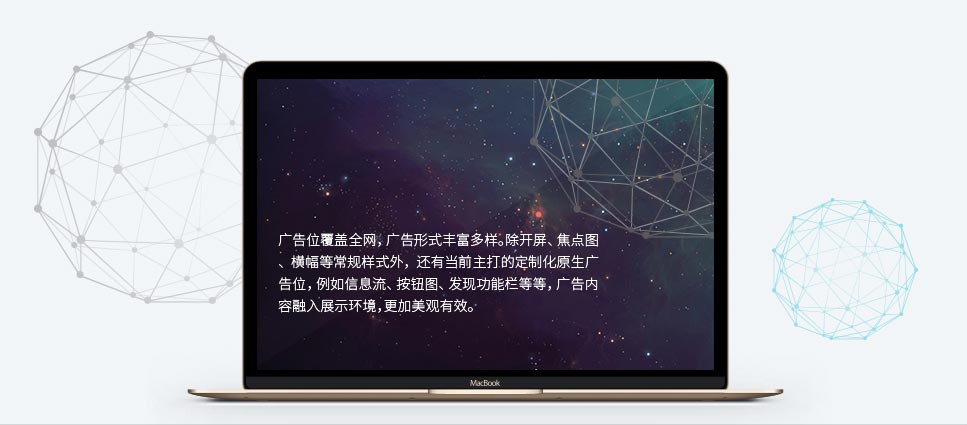 广告位覆盖全网，广告形式丰富多样。除开屏、焦点图
、横幅等常规样式外，还有当前主打的定制化原生广
告位，例如信息流、按钮图、发现功能栏等等，广告内
容融入展示环境，更加美观有效。
MacBook